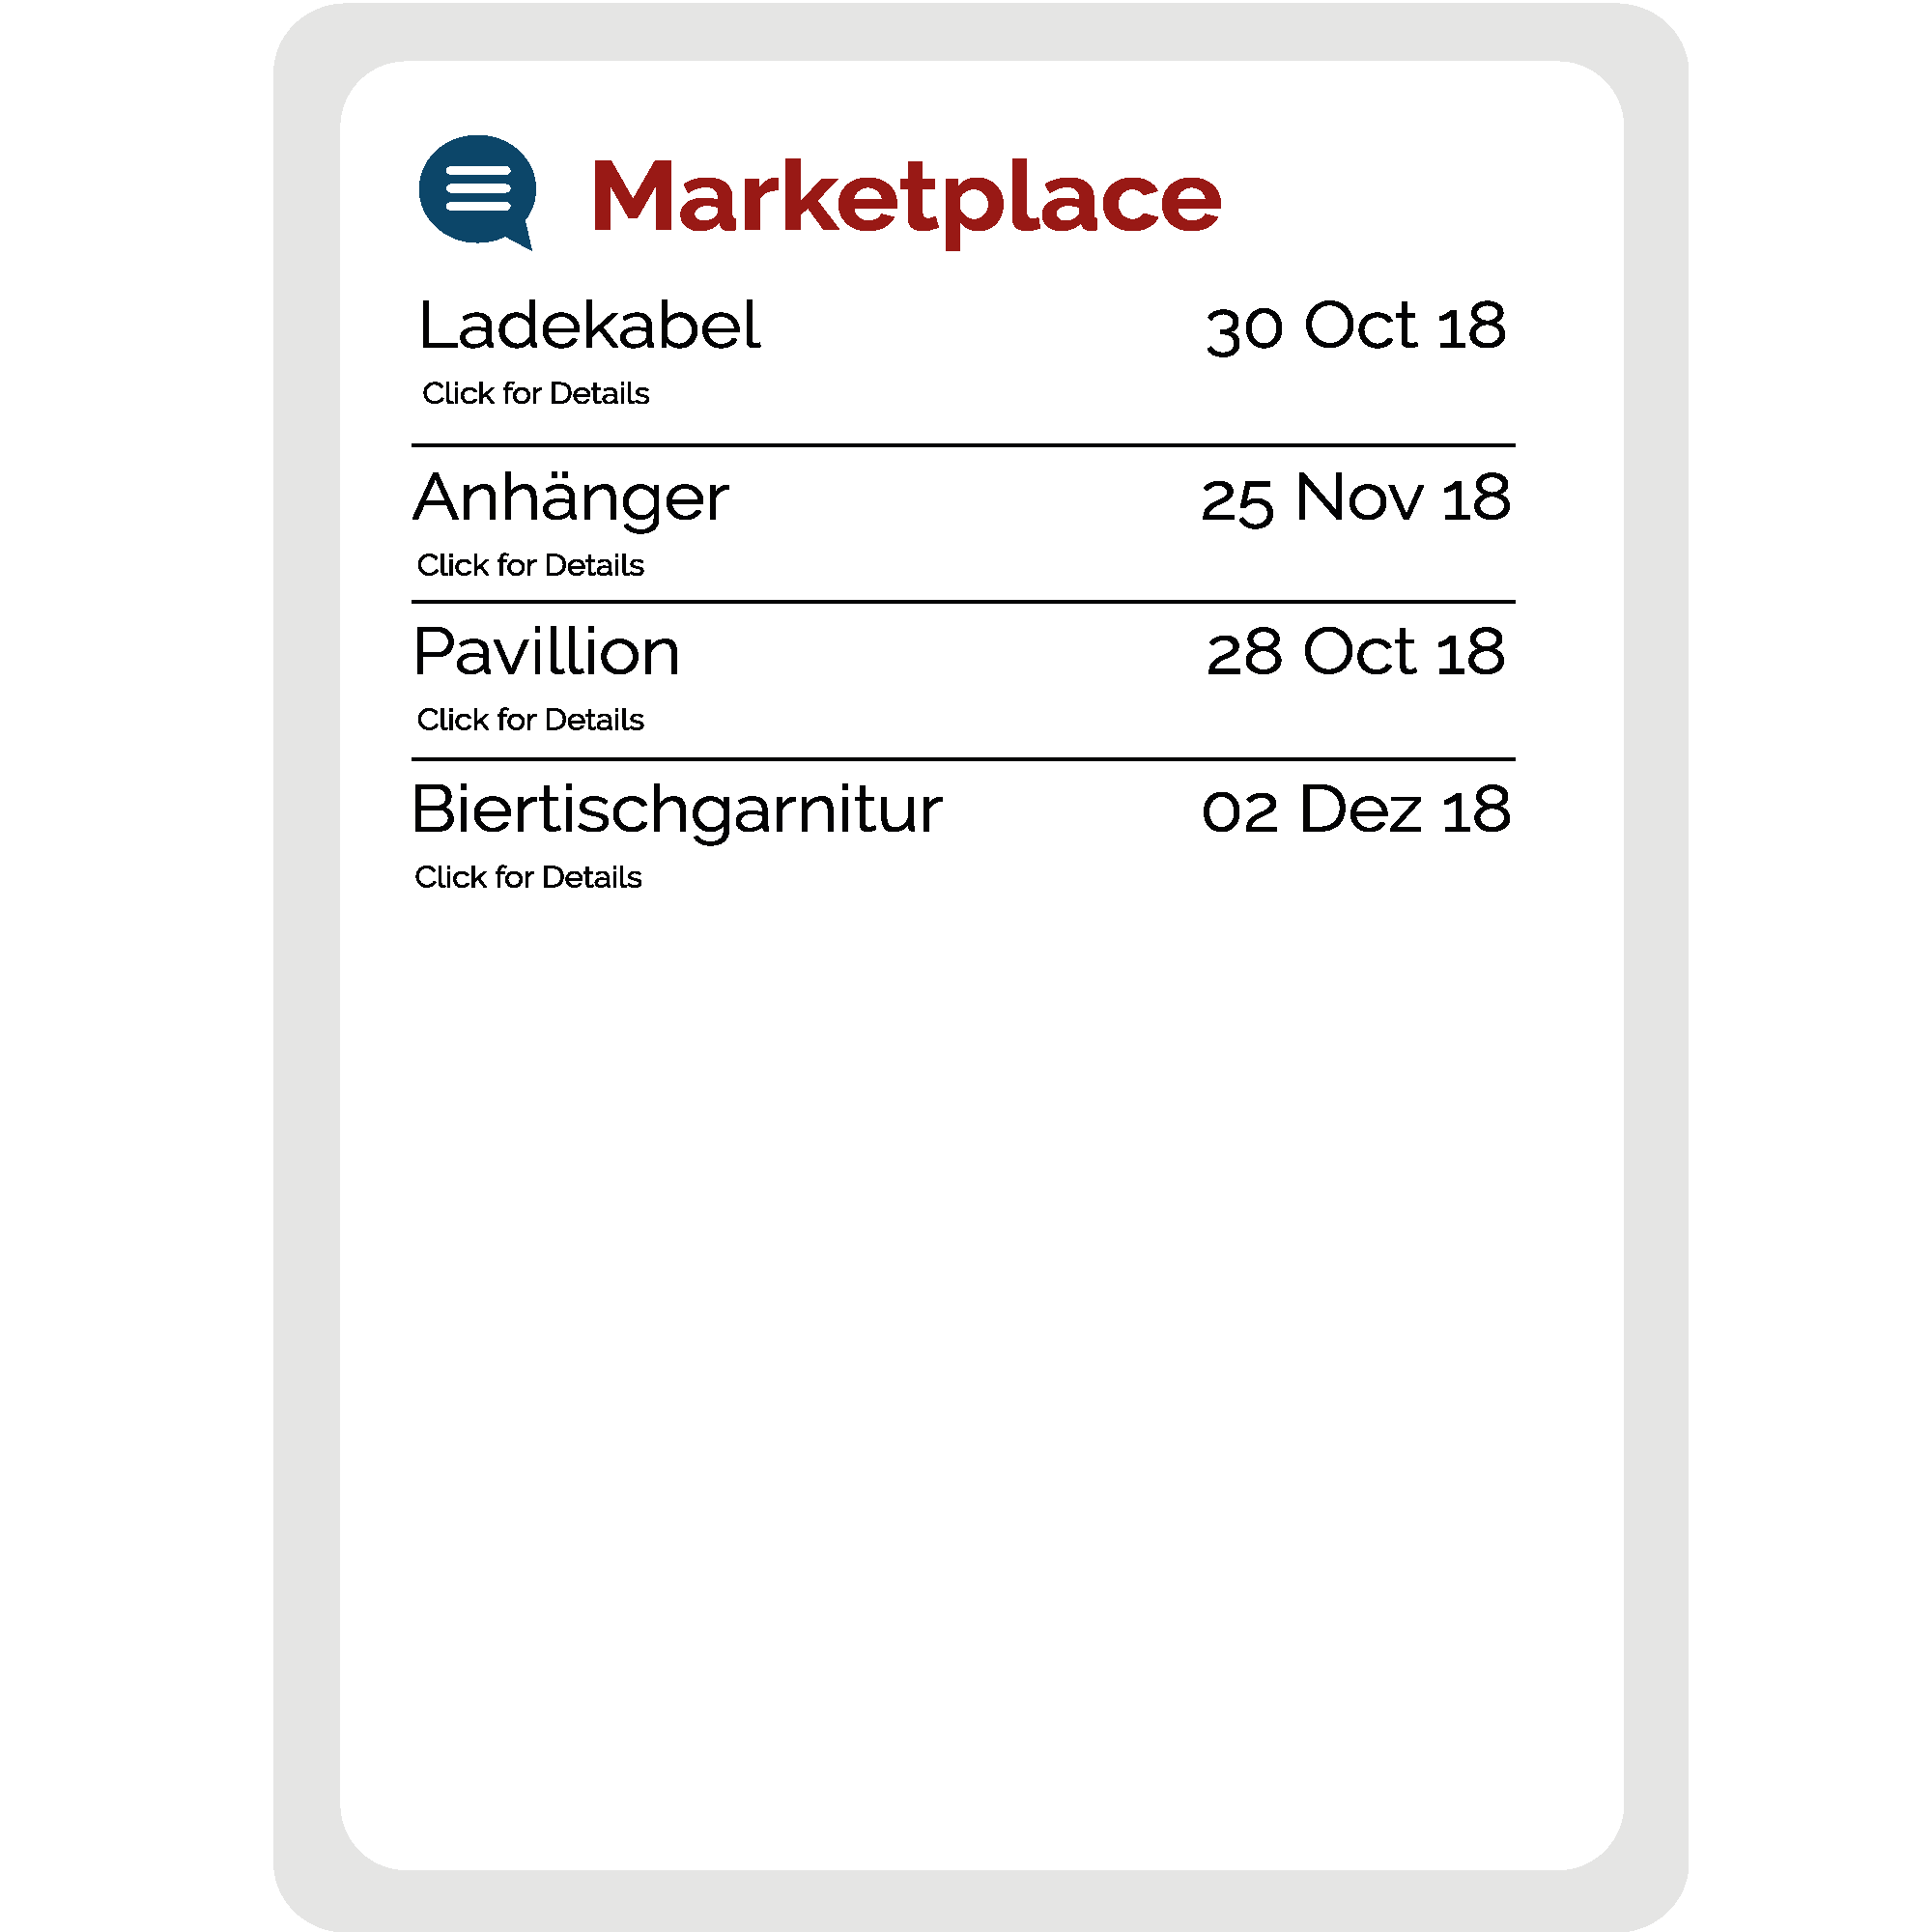 Marketplace
Ladekabel 30 Oct 18
Click for Details
Anhänger 25 Nov 18
Click for Details
Pavillion 28 Oct 18
Click for Details
Biertischgarnitur 02 Dez 18
Click for Details